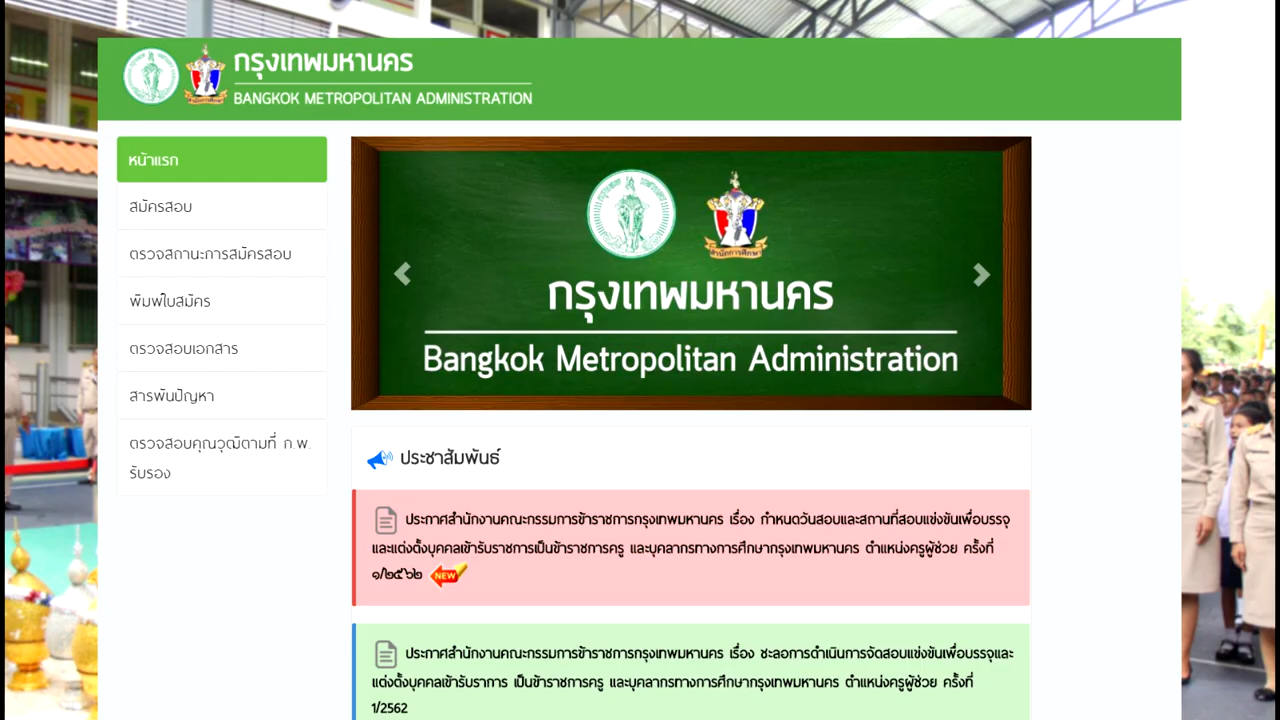 กรุงเทพมหานคร
BANGKOK METROPOLITAN ADMINISTRATION
หน้าแรก
สมัครสอบ
ตรวจสถานะการสมัครสอบ
พิมพ์ใบสมัคร
ตรวจสอบเอกสาร
สารพันปัญหา
ตรวจสอบคุณวุฒิตามที่ ก.พ.
รับรอง
สำนักการศึกษา
กรุงเทพมหานคร
Bangkok Metropolitan Administration
ประชาสัมพันธ์
ประกาศสำนักงานคณะกรรมการข้าราชการกรุงเทพมหานคร เรื่อง กำหนดวันสอบและสถานที่สอบแข่งขันเพื่อบรรจุ
และแต่งตั้งบุคคลเข้ารับราชการเป็นข้าราชการครู และบุคลากรทางการศึกษากรุงเทพมหานคร ตำแหน่งครูผู้ช่วย ครั้งที่
๑/๒๕๖๒ NEW
ประกาศสำนักงานคณะกรรมการข้าราชการกรุงเทพมหานคร เรื่อง ชะลอการดำเนินการจัดสอบแข่งขันเพื่อบรรจุและ
แต่งตั้งบุคคลเข้ารับราการ เป็นข้าราชการครู และบุคลากรทางการศึกษากรุงเทพมหานคร ตำแหน่งครูผู้ช่วย ครั้งที่
1/2562